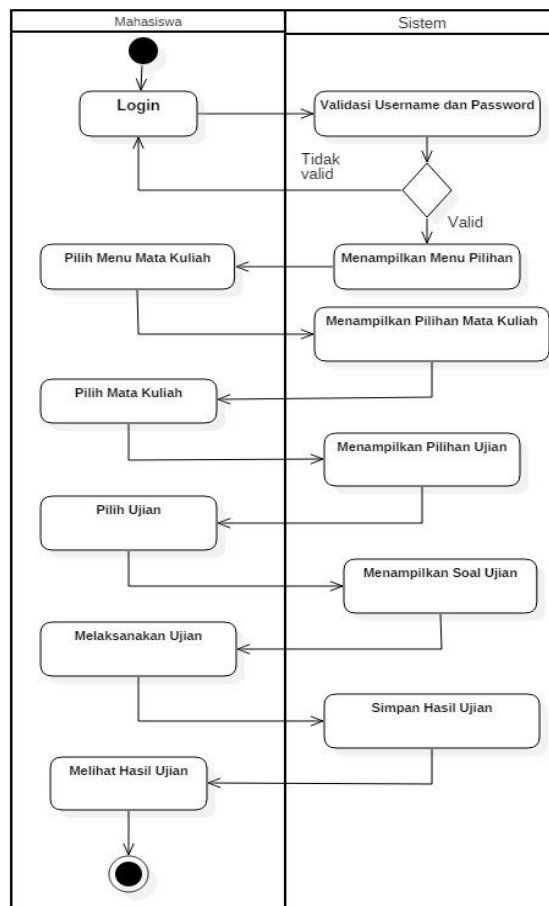 Mahasiswa
Sistem
Login
Validasi Username dan Password
Tidak
valid
Valid
Pilih Menu Mata Kuliah
Menampilkan Menu Pilihan
Menampilkan Pilihan Mata Kuliah
Pilih Mata Kuliah
Menampilkan Pilihan Ujian
Pilih Ujian
Menampilkan Soal Ujian
Melaksanakan Ujian
Simpan Hasil Ujian
Melihat Hasil Ujian